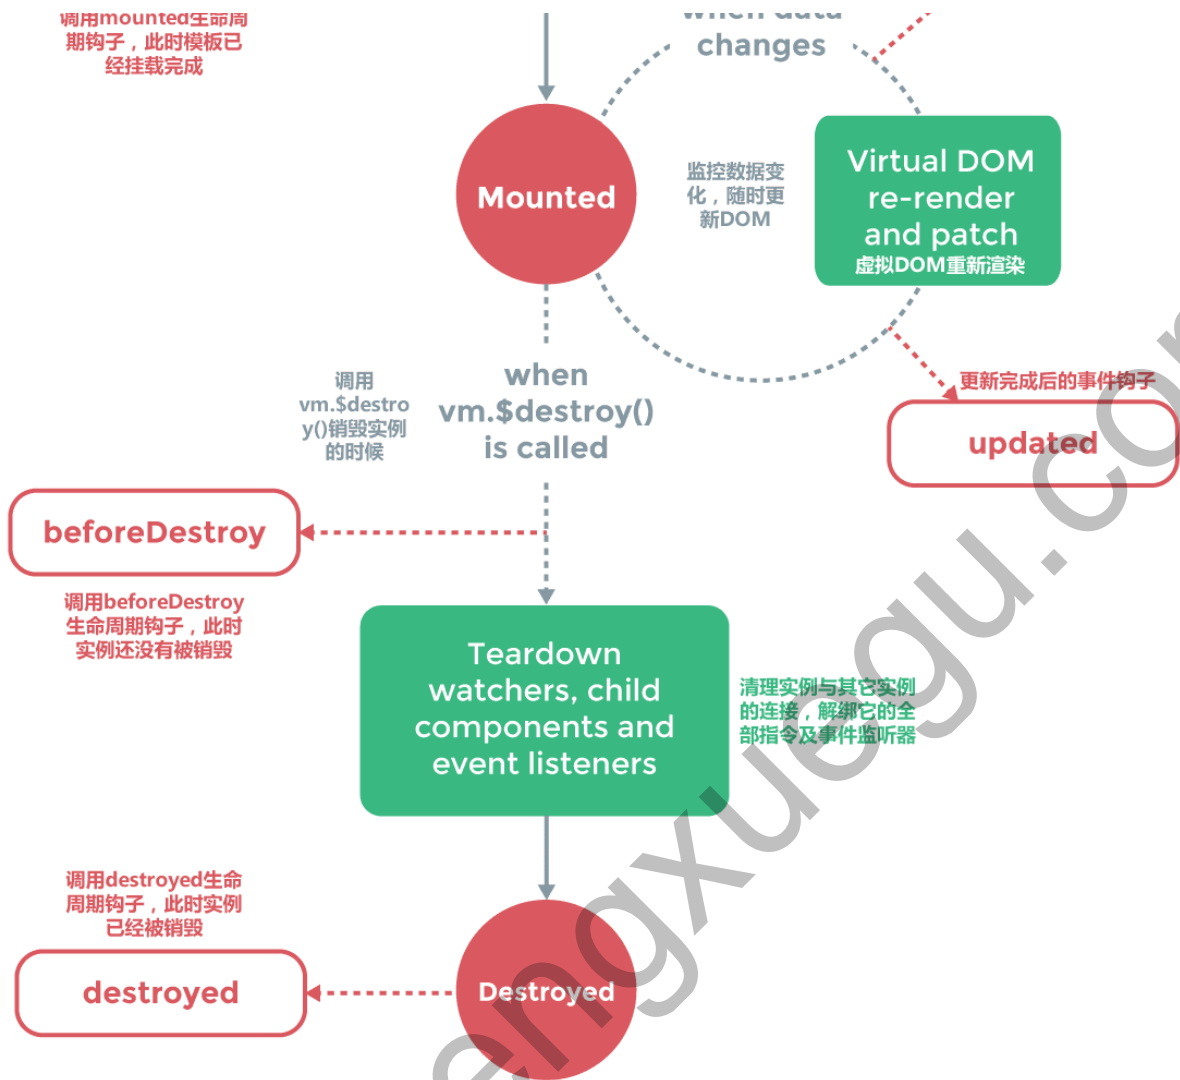 调用mounted生命周
期钩子，此时模板已
经挂载完成
when data
changes
Mounted
监控数据变
化，随时更
新DOM
Virtual DOM
re-render
and patch
虚拟DOM重新渲染
调用
vm.$destro
y()销毁实例
的时候
when
vm.$destroy()
is called
更新完成后的事件钩子
updated
beforeDestroy
调用beforeDestroy
生命周期钩子，此时
实例还没有被销毁
Teardown
watchers, child
components and
event listeners
清理实例与其它实例
的连接，解绑它的全
部指令及事件监听器
调用destroyed生命
周期钩子，此时实例
已经被销毁
destroyed
Destroyed
engxuegu.com